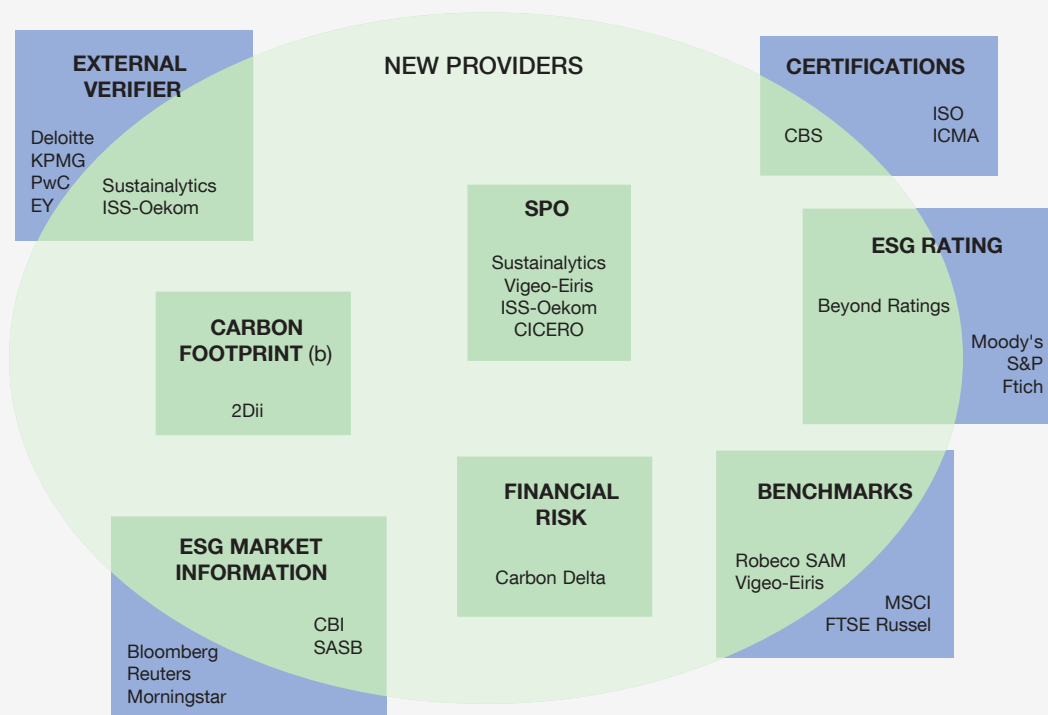 NEW PROVIDERS
EXTERNAL
VERIFIER
Deloitte
KPMG
PwC
EY
Sustainalytics
ISS-Oekom
CERTIFICATIONS
CBS
ISO
ICMA
SPO
Sustainalytics
Vigeo-Eiris
ISS-Oekom
CICERO
ESG RATING
Beyond Ratings
Moody's
S&P
Ftich
CARBON
FOOTPRINT (b)
2Dii
FINANCIAL
RISK
Carbon Delta
BENCHMARKS
Robeco SAM
Vigeo-Eiris
MSCI
FTSE Russel
ESG MARKET
INFORMATION
CBI
SASB
Bloomberg
Reuters
Morningstar